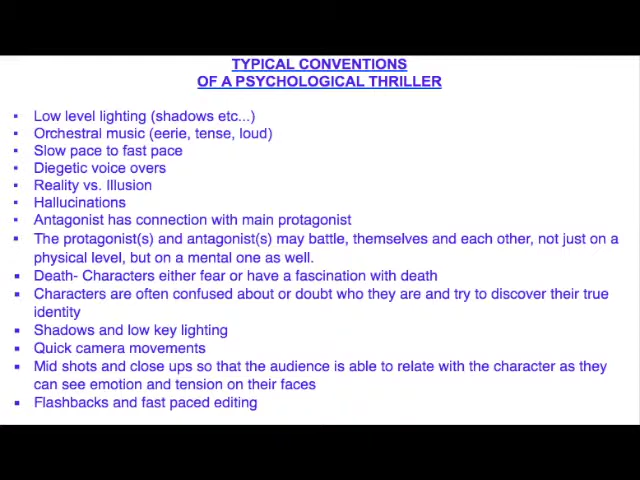 TYPICAL CONVENTIONS
OF A PSYCHOLOGICAL THRILLER
▪ Low level lighting (shadows etc...)
▪ Orchestral music (eerie, tense, loud)
▪ Slow pace to fast pace
▪ Diegetic voice overs
▪ Reality vs. Illusion
▪ Hallucinations
▪ Antagonist has connection with main protagonist
▪ The protagonist(s) and antagonist(s) may battle, themselves and each other, not just on a
physical level, but on a mental one as well.
▪ Death- Characters either fear or have a fascination with death
▪ Characters are often confused about or doubt who they are and try to discover their true
identity
▪ Shadows and low key lighting
▪ Quick camera movements
▪ Mid shots and close ups so that the audience is able to relate with the character as they
can see emotion and tension on their faces
▪ Flashbacks and fast paced editing